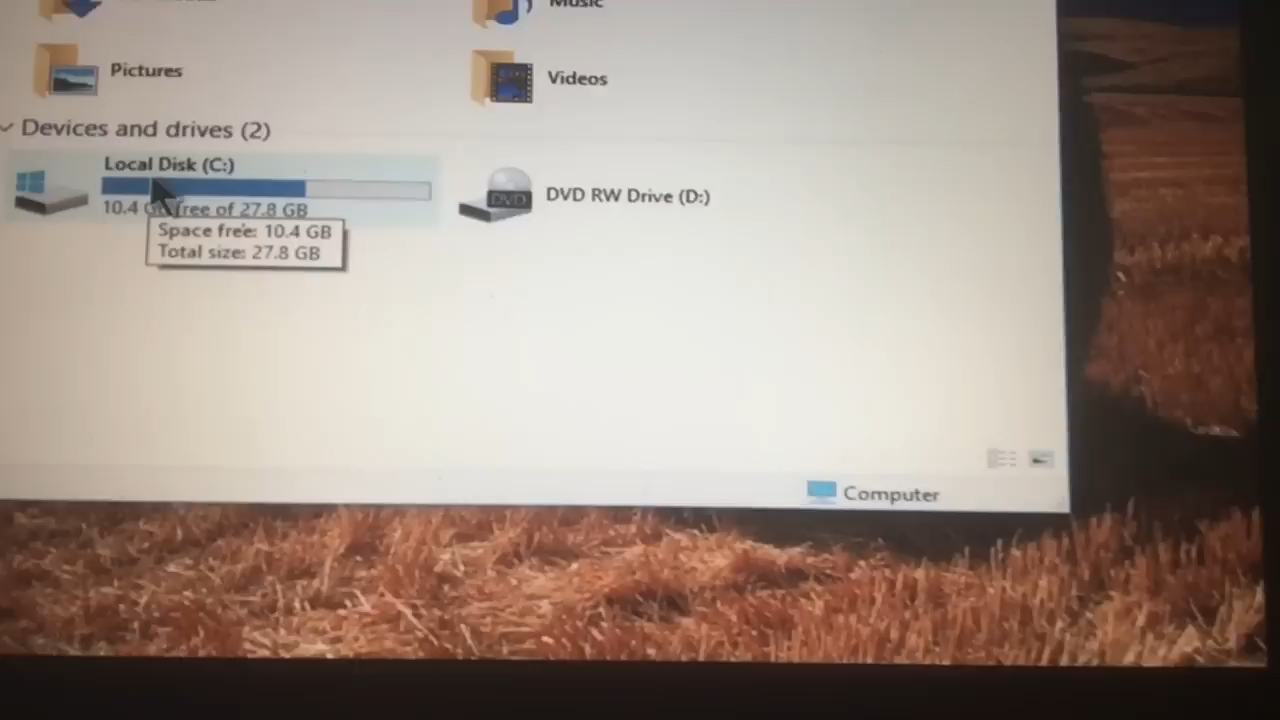 Music
Pictures
Videos
Devices and drives (2)
Local Disk (C:)
10.4 GB free of 27.8 GB
Space free: 10.4 GB
Total size: 27.8 GB
DVD
DVD RW Drive (D:)
Computer